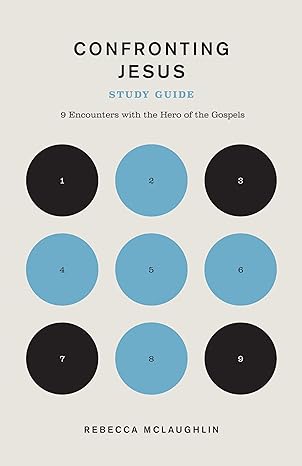 CONFRONTING
JESUS
STUDY GUIDE
9 Encounters with the Hero of the Gospels
1 2 3
4 5 6
7 8 9
REBECCA MCLAUGHLIN